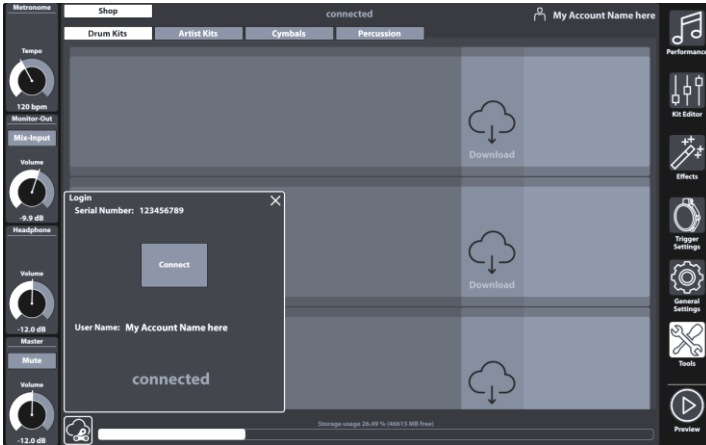 Metronome
Tempo
120 bpm
Monitor-Out
Mix-Input
Volume
-9.9 dB
Headphone
Volume
-12.0 dB
Master
Mute
Volume
-12.0 dB
Shop
connected
My Account Name here
Drum Kits
Artist Kits
Cymbals
Percussion
Download
Download
Login
Serial Number: 123456789
Connect
User Name: My Account Name here
connected
Storage usage 26.49 % (46615 MB free)
Performance
Kit Editor
Effects
Trigger
Settings
General
Settings
Tools
Preview